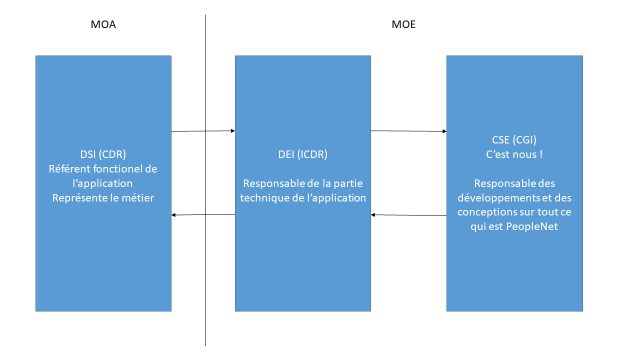 MOA
MOE
DSI (CDR)
Référent fonctionel de
l'application
Représente le métier
DEI (ICDR)
Responsable de la partie
technique de l'application
CSE (CGI)
C'est nous !
Responsable des
développements et des
conceptions sur tout ce
qui est PeopleNet